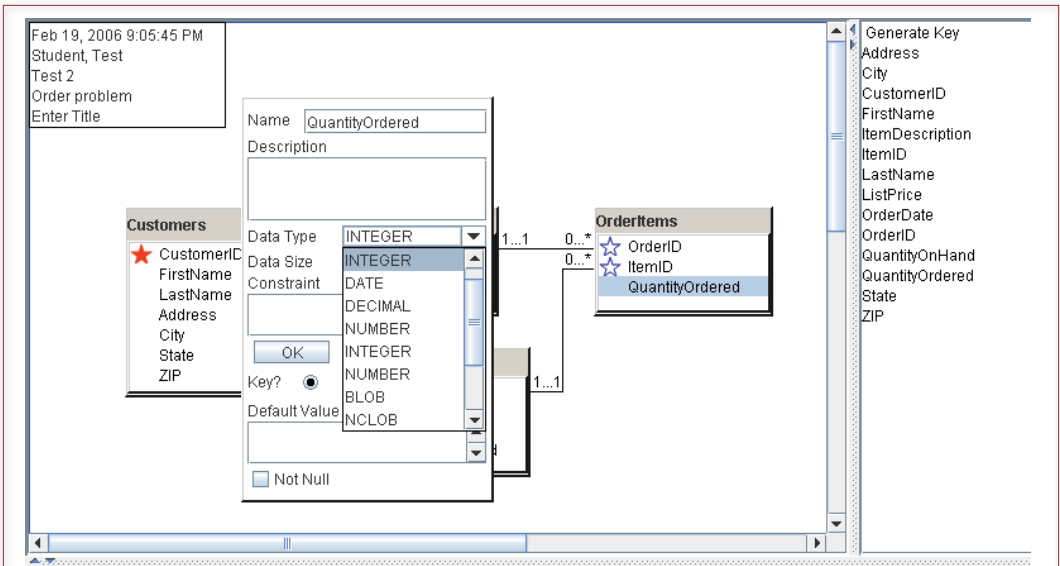 Feb 19, 2006 9:05:45 PM
Student, Test
Test 2
Order problem
Enter Title
Name QuantityOrdered
Description
Data Type INTEGER
Data Size
Constraint
INTEGER
DATE
DECIMAL
NUMBER
INTEGER
NUMBER
BLOB
NCLOB
OK
Key?
Default Value
Not Null
Customers
CustomerID
FirstName
LastName
Address
City
State
ZIP
1...1
0...*
0...*
1...1
OrderItems
OrderID
ItemID
QuantityOrdered
Generate Key
Address
City
CustomerID
FirstName
ItemDescription
ItemID
LastName
ListPrice
OrderDate
OrderID
QuantityOnHand
QuantityOrdered
State
ZIP